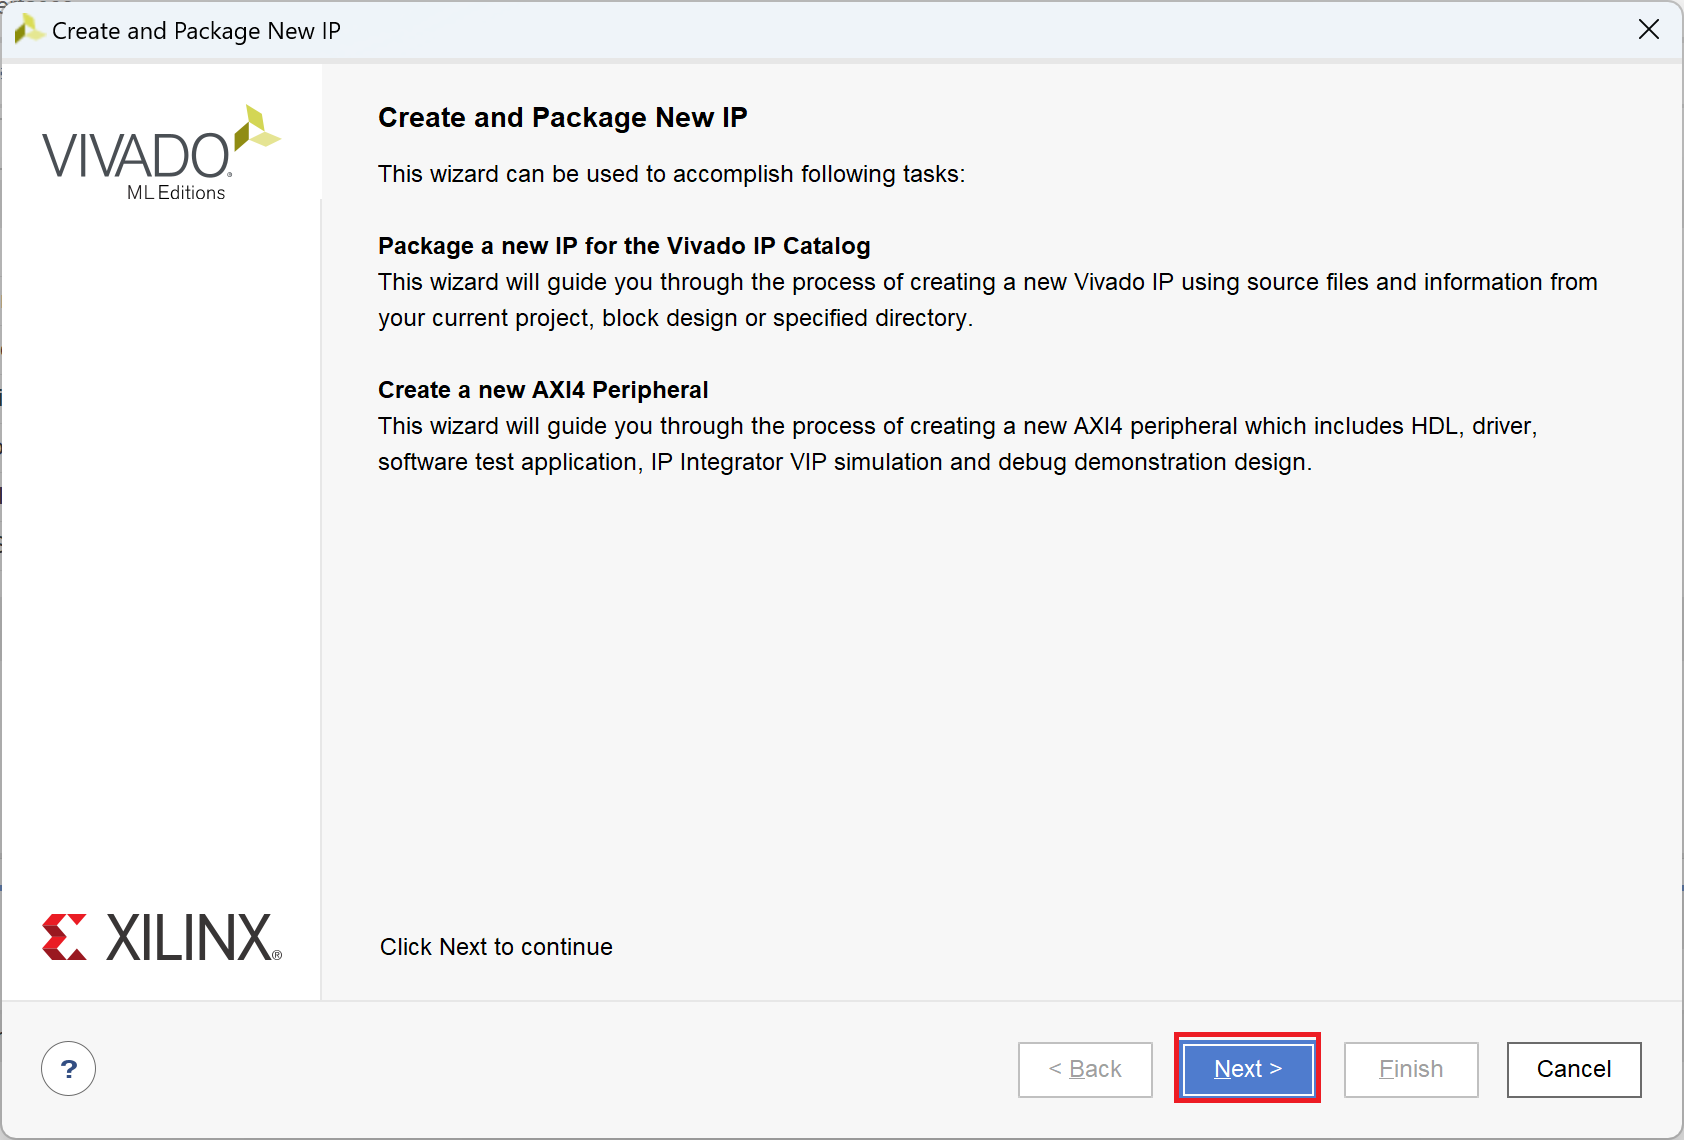 Create and Package New IP
VIVADO
ML Editions
Create and Package New IP
This wizard can be used to accomplish following tasks:
Package a new IP for the Vivado IP Catalog
This wizard will guide you through the process of creating a new Vivado IP using source files and information from
your current project, block design or specified directory.
Create a new AXI4 Peripheral
This wizard will guide you through the process of creating a new AXI4 peripheral which includes HDL, driver,
software test application, IP Integrator VIP simulation and debug demonstration design.
XILINX®
Click Next to continue
?
< Back
Next >
Finish
Cancel